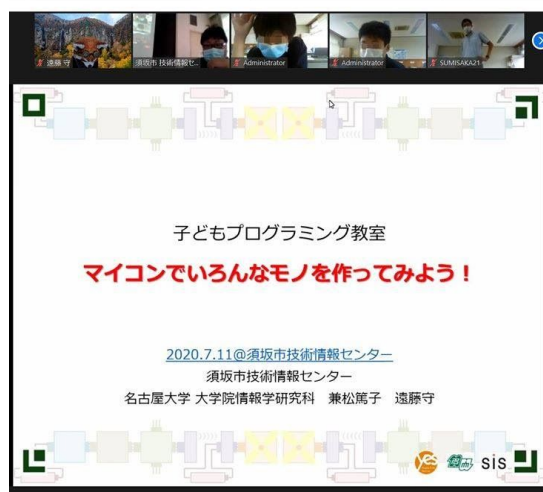 遠藤 守
須坂市 技術情報セ...
Administrator
Administrator
SUMISAKA21
子どもプログラミング教室
マイコンでいろんなモノを作ってみよう！
2020.7.11@須坂市技術情報センター
須坂市技術情報センター
名古屋大学 大学院情報学研究科 兼松篤子 遠藤守
yes
sis